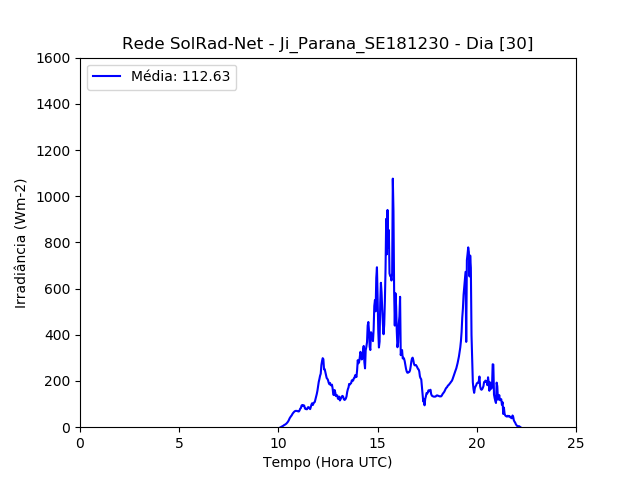 Rede SolRad-Net - Ji_Parana_SE181230 - Dia [30]
Média: 112.63
1600
1400
1200
1000
800
600
400
200
0
Irradiância (Wm-2)
0 5 10 15 20 25
Tempo (Hora UTC)